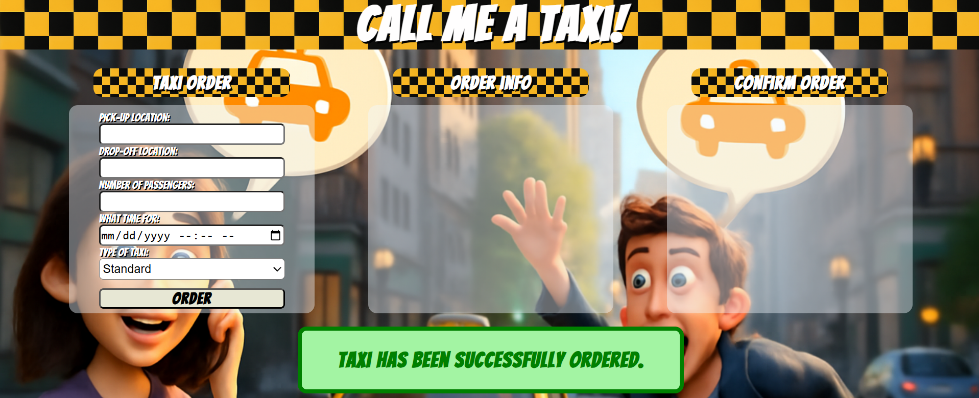 CALL ME A TAXI!
TAXI ORDER
ORDER INFO
CONFIRM ORDER
PICK-UP LOCATION:
DROP-OFF LOCATION:
NUMBER OF PASSENGERS:
WHAT TIME FOR:
mm/dd/yyyy --:-- --
TYPE OF TAXI:
Standard
ORDER
TAXI HAS BEEN SUCCESSFULLY ORDERED.